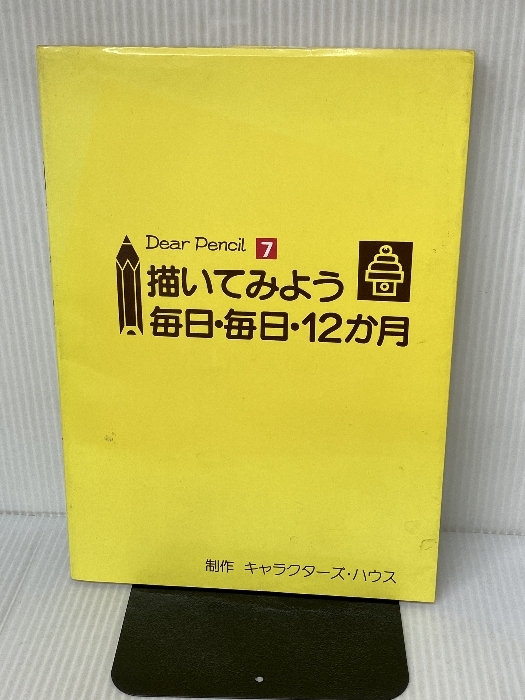 Dear Pencil 7
描いてみよう
毎日・毎日・12か月
制作 キャラクターズ・ハウス